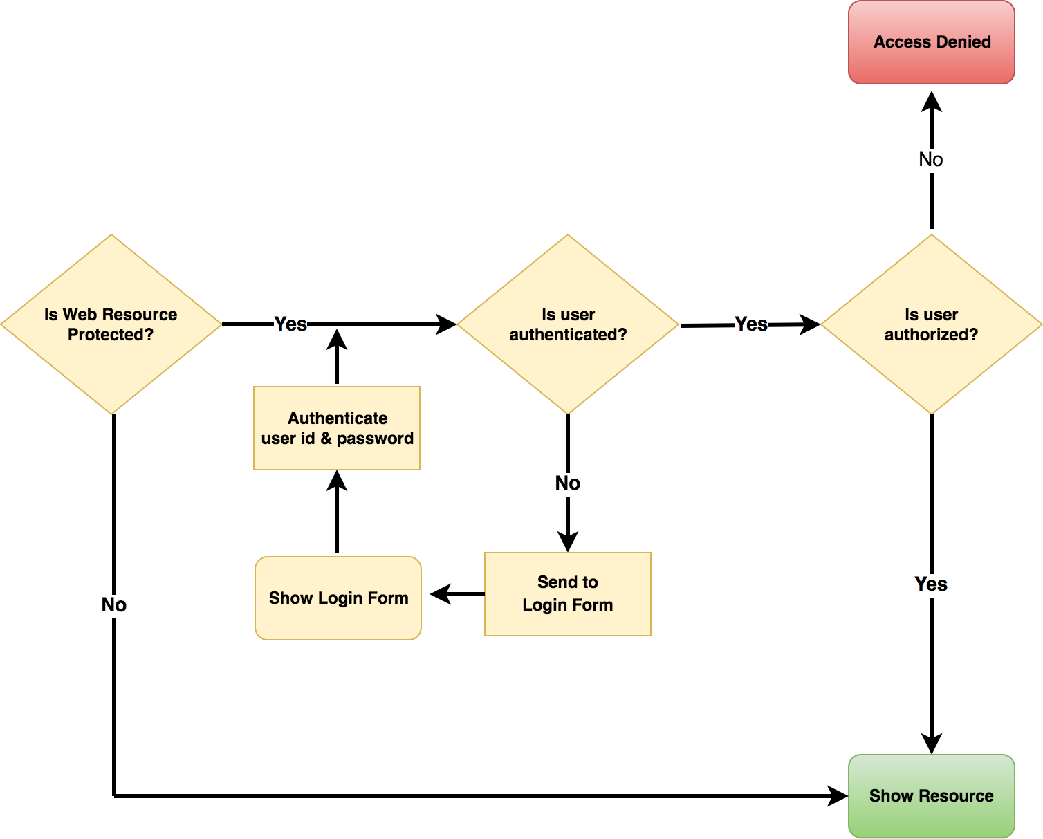 Access Denied
No
Is Web Resource
Protected?
Yes
Is user
authenticated?
Yes
Is user
authorized?
Authenticate
user id & password
No
Send to
Login Form
Show Login Form
No
Yes
Show Resource